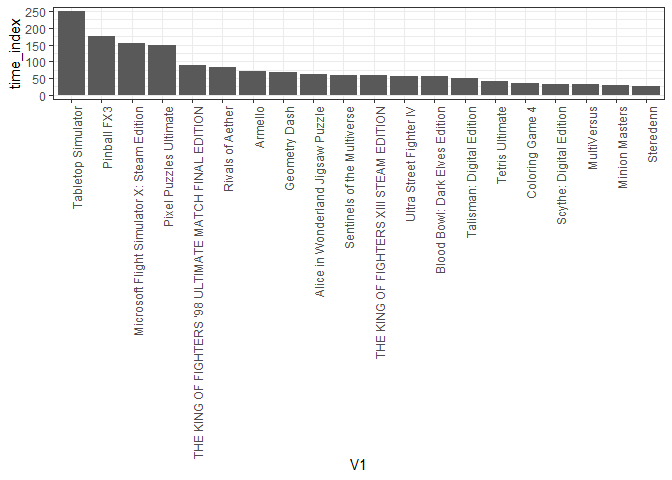 time_index
250
200
150
100
50
0
Tabletop Simulator
Pinball FX3
Microsoft Flight Simulator X: Steam Edition
Pixel Puzzles Ultimate
THE KING OF FIGHTERS '98 ULTIMATE MATCH FINAL EDITION
Rivals of Aether
Armello
Geometry Dash
Alice in Wonderland Jigsaw Puzzle
Sentinels of the Multiverse
THE KING OF FIGHTERS XIII STEAM EDITION
Ultra Street Fighter IV
Blood Bowl: Dark Elves Edition
Talisman: Digital Edition
Tetris Ultimate
Coloring Game 4
Scythe: Digital Edition
MultiVersus
Minion Masters
Steredenn
V1